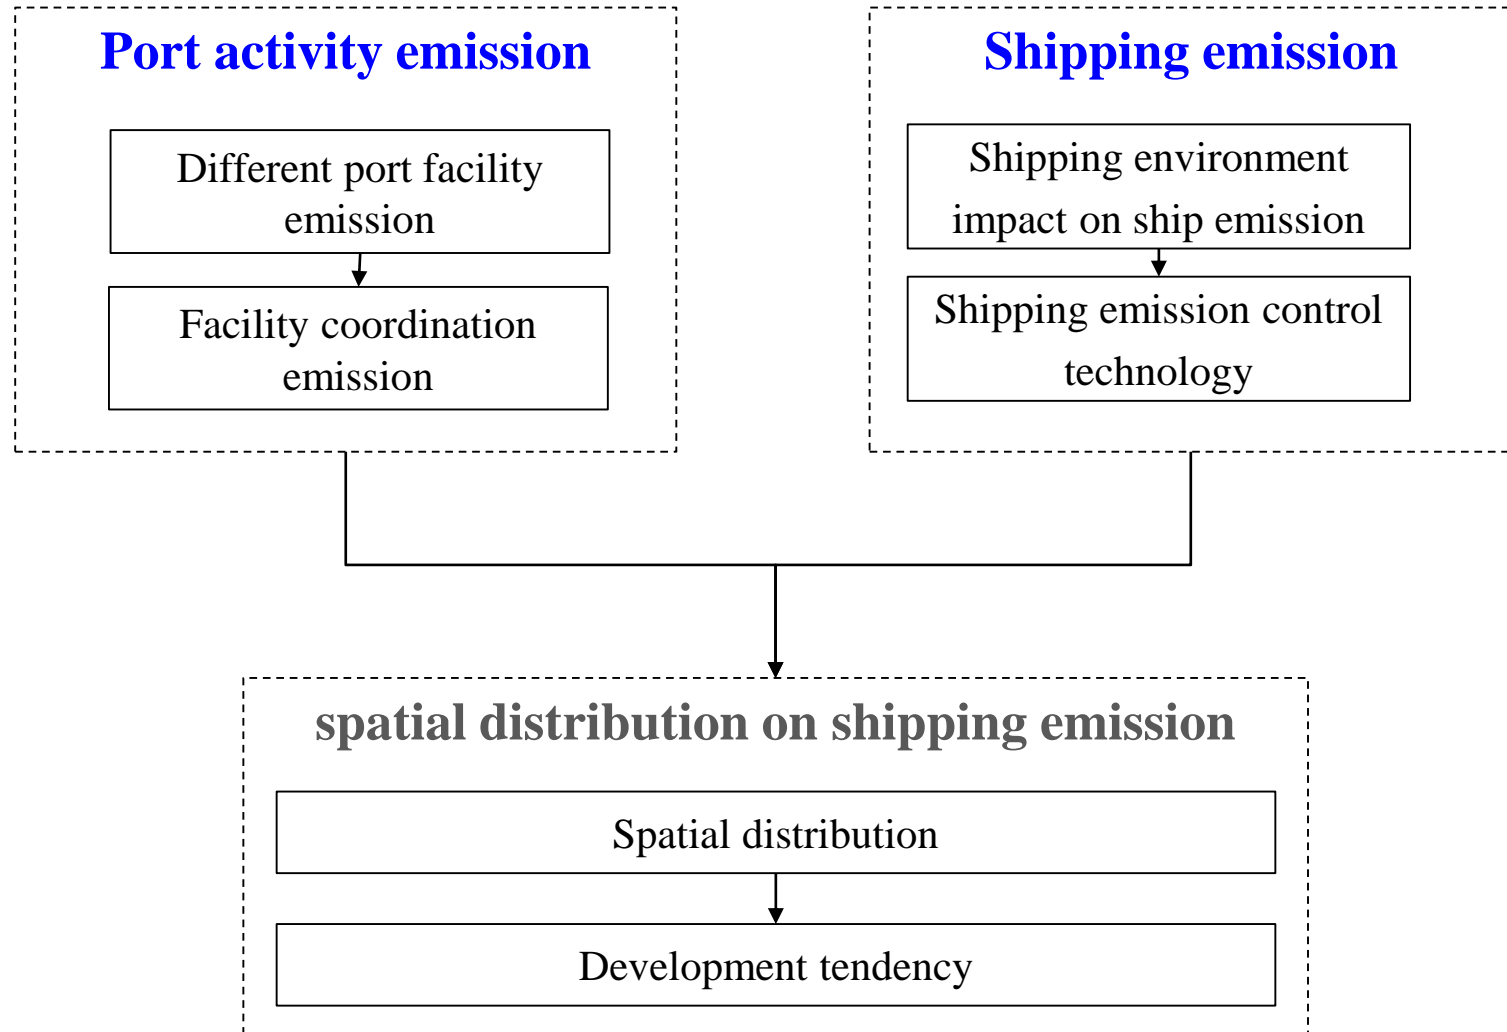 Port activity emission
Different port facility
emission
Facility coordination
emission
Shipping emission
Shipping environment
impact on ship emission
Shipping emission control
technology
spatial distribution on shipping emission
Spatial distribution
Development tendency